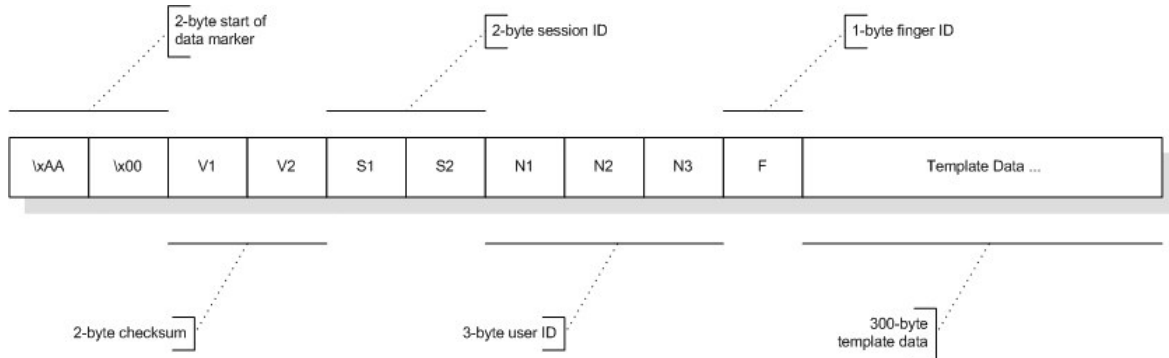 2-byte start of
data marker
2-byte session ID
1-byte finger ID
\xAA \x00 V1 V2 S1 S2 N1 N2 N3 F Template Data ...
2-byte checksum
3-byte user ID
300-byte
template data